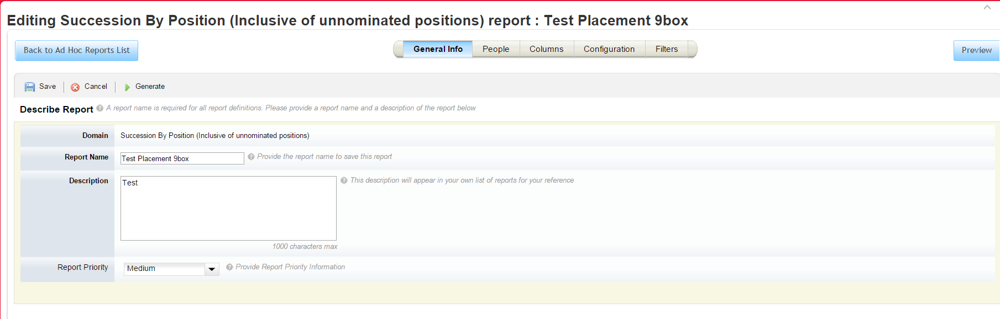 Editing Succession By Position (Inclusive of unnominated positions) report : Test Placement 9box
Back to Ad Hoc Reports List
General Info People Columns Configuration Filters
Preview
Save Cancel Generate
Describe Report A report name is required for all report definitions. Please provide a report name and a description of the report below
Domain Succession By Position (Inclusive of unnominated positions)
Report Name Test Placement 9box Provide the report name to save this report
Description Test This description will appear in your own list of reports for your reference
1000 characters max
Report Priority Medium Provide Report Priority Information